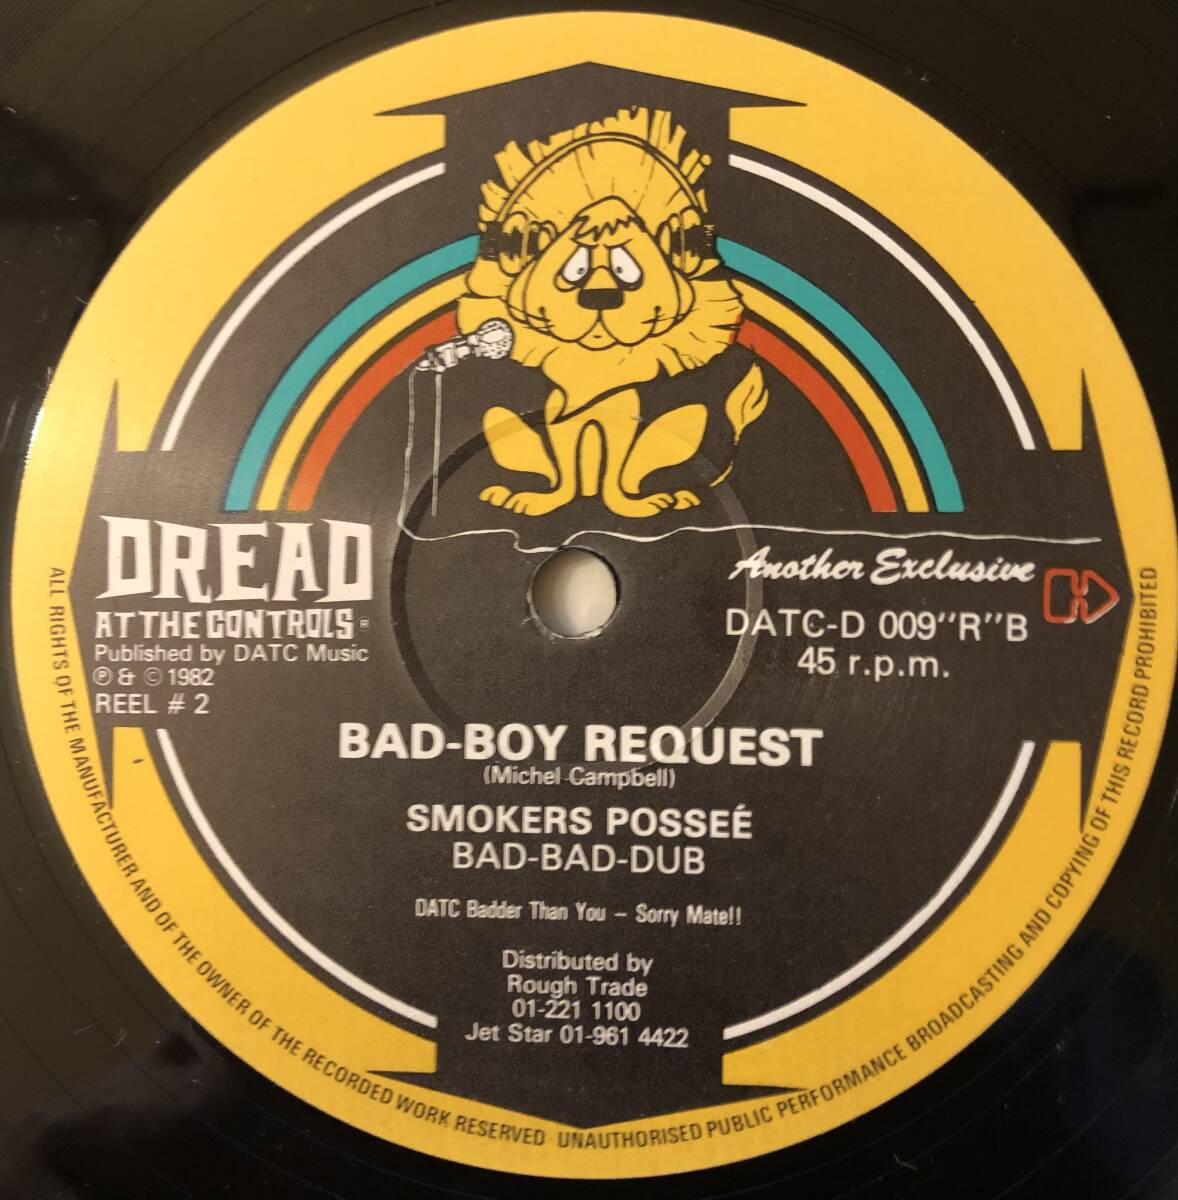 DREAD
AT THE CONTROLS®
Published by DATC Music
℗ & © 1982
REEL # 2
Another Exclusive
DATC-D 009"R"B
45 r.p.m.
BAD-BOY REQUEST
(Michel Campbell)
SMOKERS POSSEÉ
BAD-BAD-DUB
DATC Badder Than You – Sorry Mate!!
Distributed by
Rough Trade
01-221 1100
Jet Star 01-961 4422
ALL RIGHTS OF THE MANUFACTURER AND OF THE OWNER OF THE RECORDED WORK RESERVED · UNAUTHORISED PUBLIC PERFORMANCE BROADCASTING AND COPYING OF THIS RECORD PROHIBITED